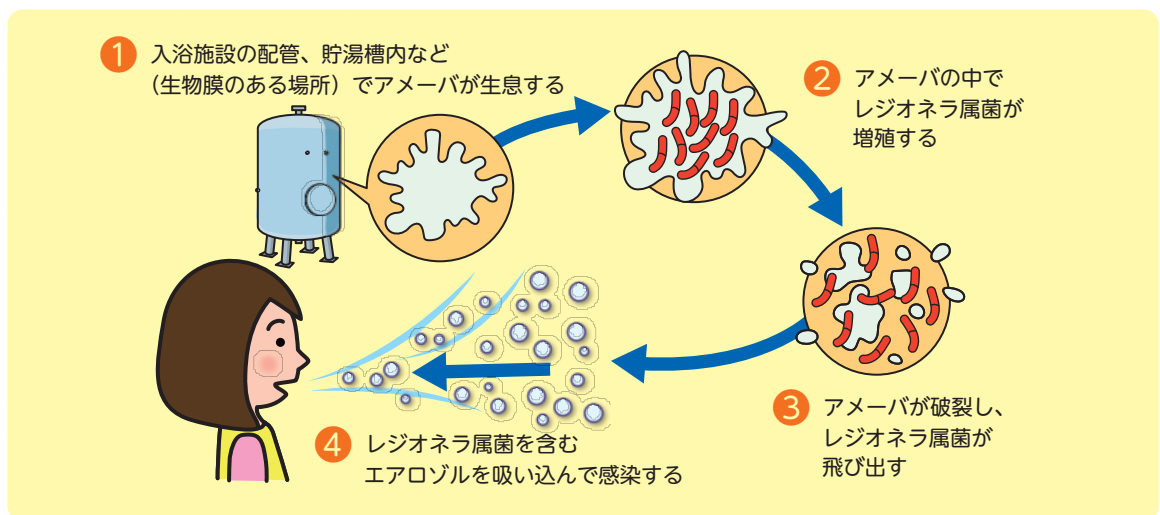 1 入浴施設の配管、貯湯槽内など
（生物膜のある場所）でアメーバが生息する
2 アメーバの中で
レジオネラ属菌が
増殖する
3 アメーバが破裂し、
レジオネラ属菌が
飛び出す
4 レジオネラ属菌を含む
エアロゾルを吸い込んで感染する